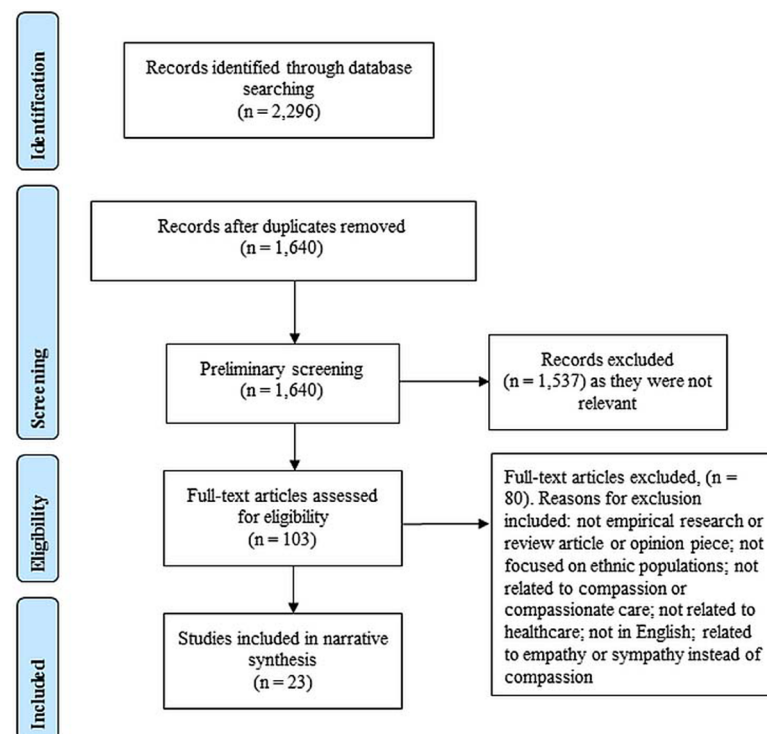 Identification
Records identified through database
searching
(n = 2,296)
Screening
Records after duplicates removed
(n = 1,640)
Preliminary screening
(n = 1,640)
Records excluded
(n = 1,537) as they were not
relevant
Eligibility
Full-text articles assessed
for eligibility
(n = 103)
Full-text articles excluded, (n =
80). Reasons for exclusion
included: not empirical research or
review article or opinion piece; not
focused on ethnic populations; not
related to compassion or
compassionate care; not related to
healthcare; not in English; related
to empathy or sympathy instead of
compassion
Included
Studies included in narrative
synthesis
(n = 23)